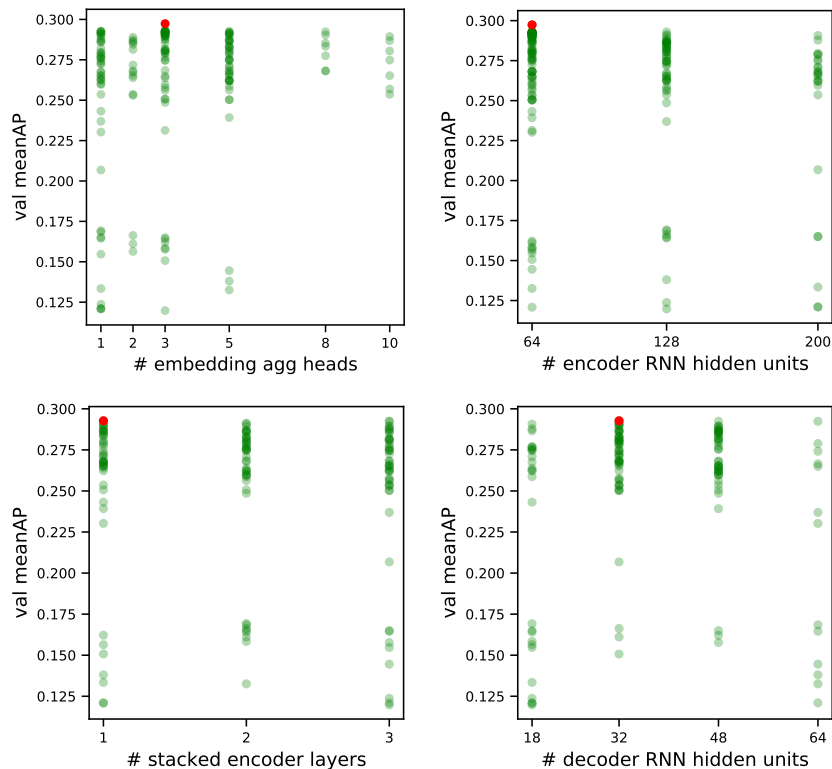 0.300
0.275
0.250
0.225
0.200
0.175
0.150
0.125
val meanAP
1 2 3 5 8 10
# embedding agg heads
0.300
0.275
0.250
0.225
0.200
0.175
0.150
0.125
val meanAP
64 128 200
# encoder RNN hidden units
0.300
0.275
0.250
0.225
0.200
0.175
0.150
0.125
val meanAP
1 2 3
# stacked encoder layers
0.300
0.275
0.250
0.225
0.200
0.175
0.150
0.125
val meanAP
18 32 48 64
# decoder RNN hidden units